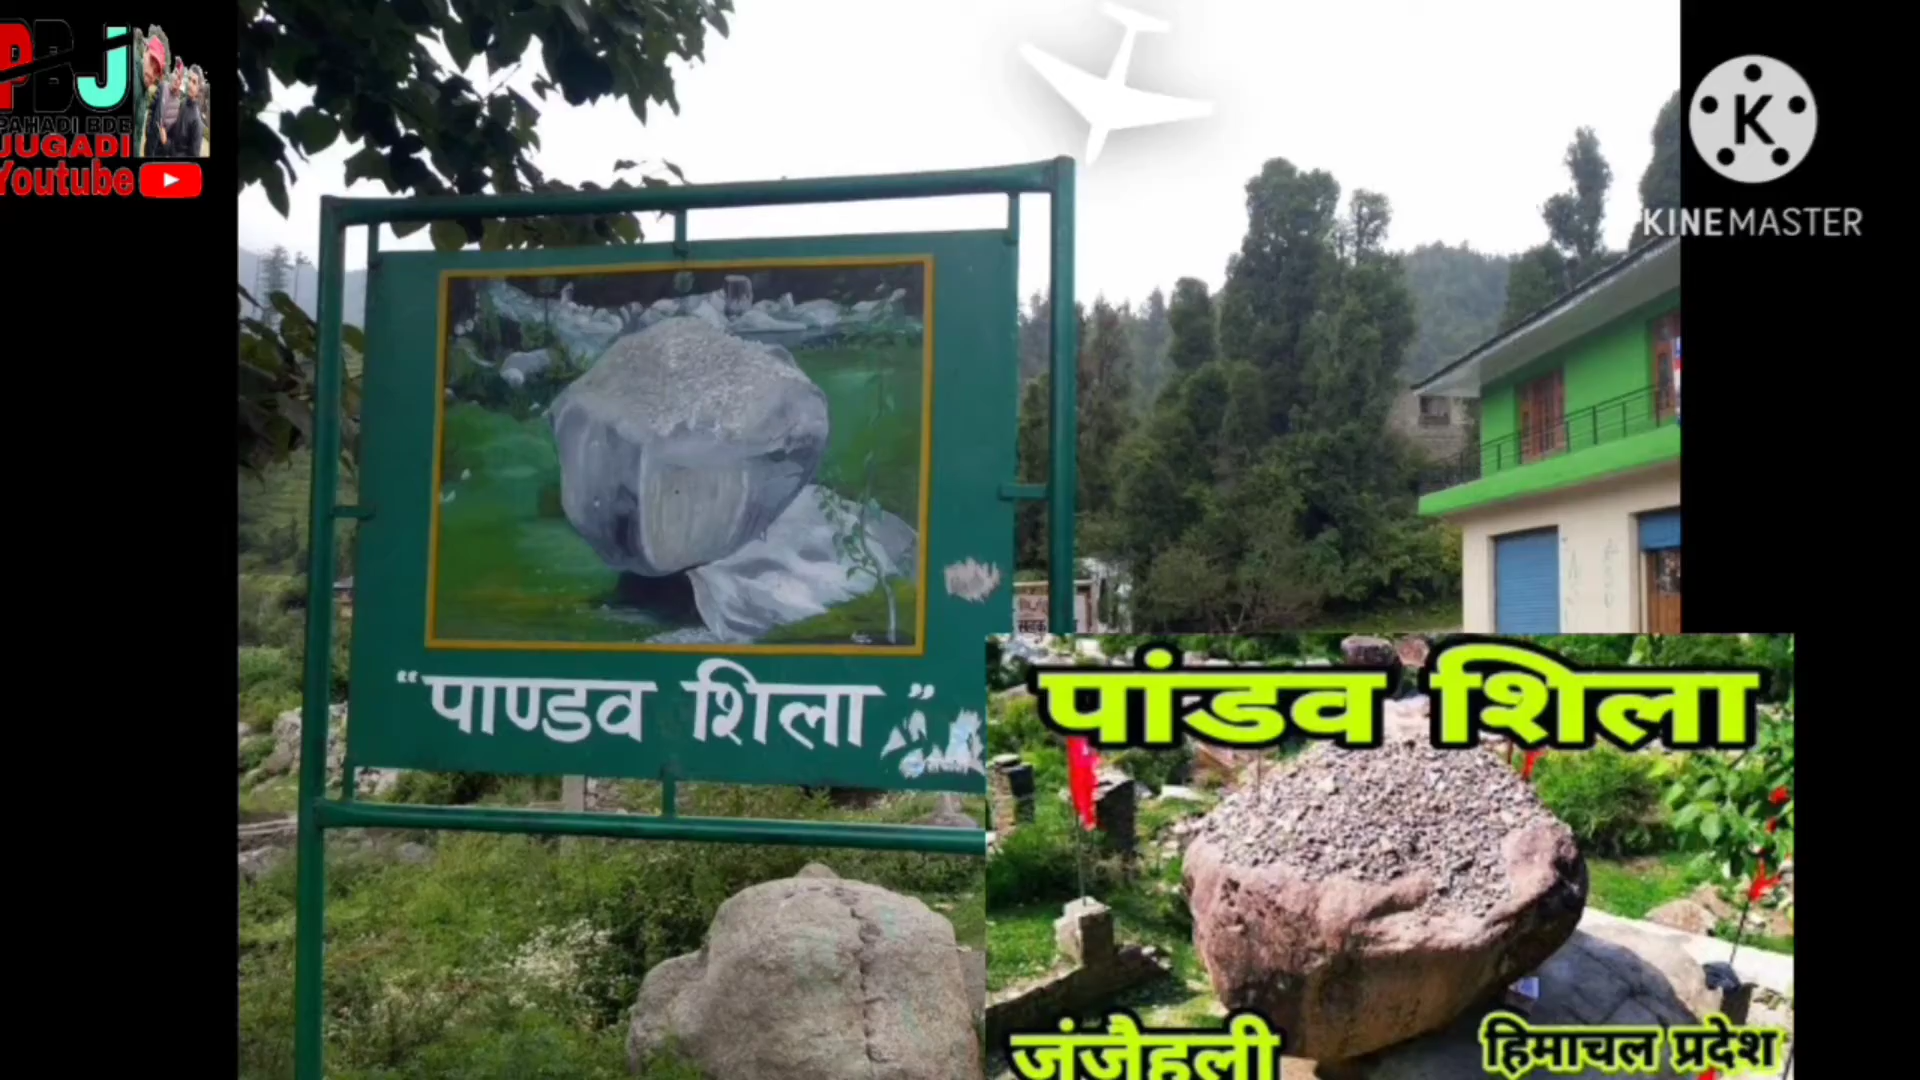 PBJ
PAHADI BDE
JUGADI
Youtube
K
KINEMASTER
“पाण्डव शिला”
पांडव शिला
जंजैहली
हिमाचल प्रदेश